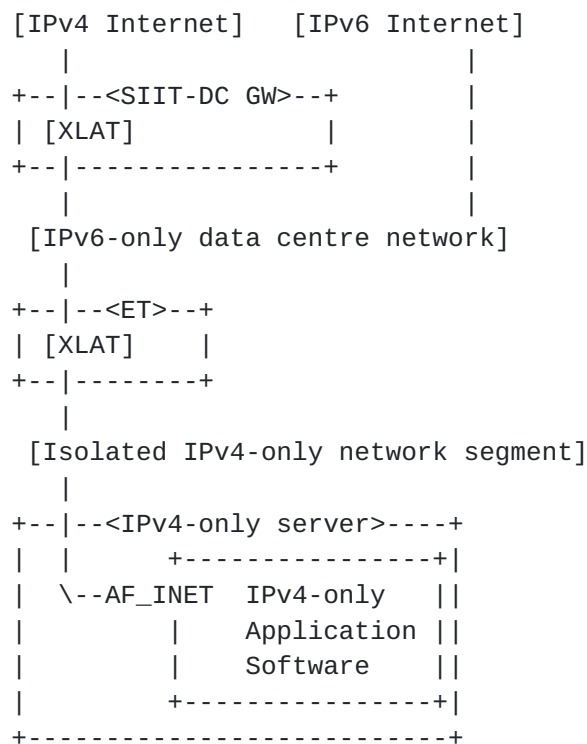 [IPv4 Internet]   [IPv6 Internet]
   |                         |
+--|--<SIIT-DC GW>--+        |
| [XLAT]            |        |
+--|----------------+        |
   |                         |
 [IPv6-only data centre network]
   |
+--|--<ET>--+
| [XLAT]    |
+--|--------+
   |
 [Isolated IPv4-only network segment]
   |
+--|--<IPv4-only server>----+
|  |      +----------------+|
|  \--AF_INET  IPv4-only   ||
|         |    Application ||
|         |    Software    ||
|         +----------------+|
+---------------------------+